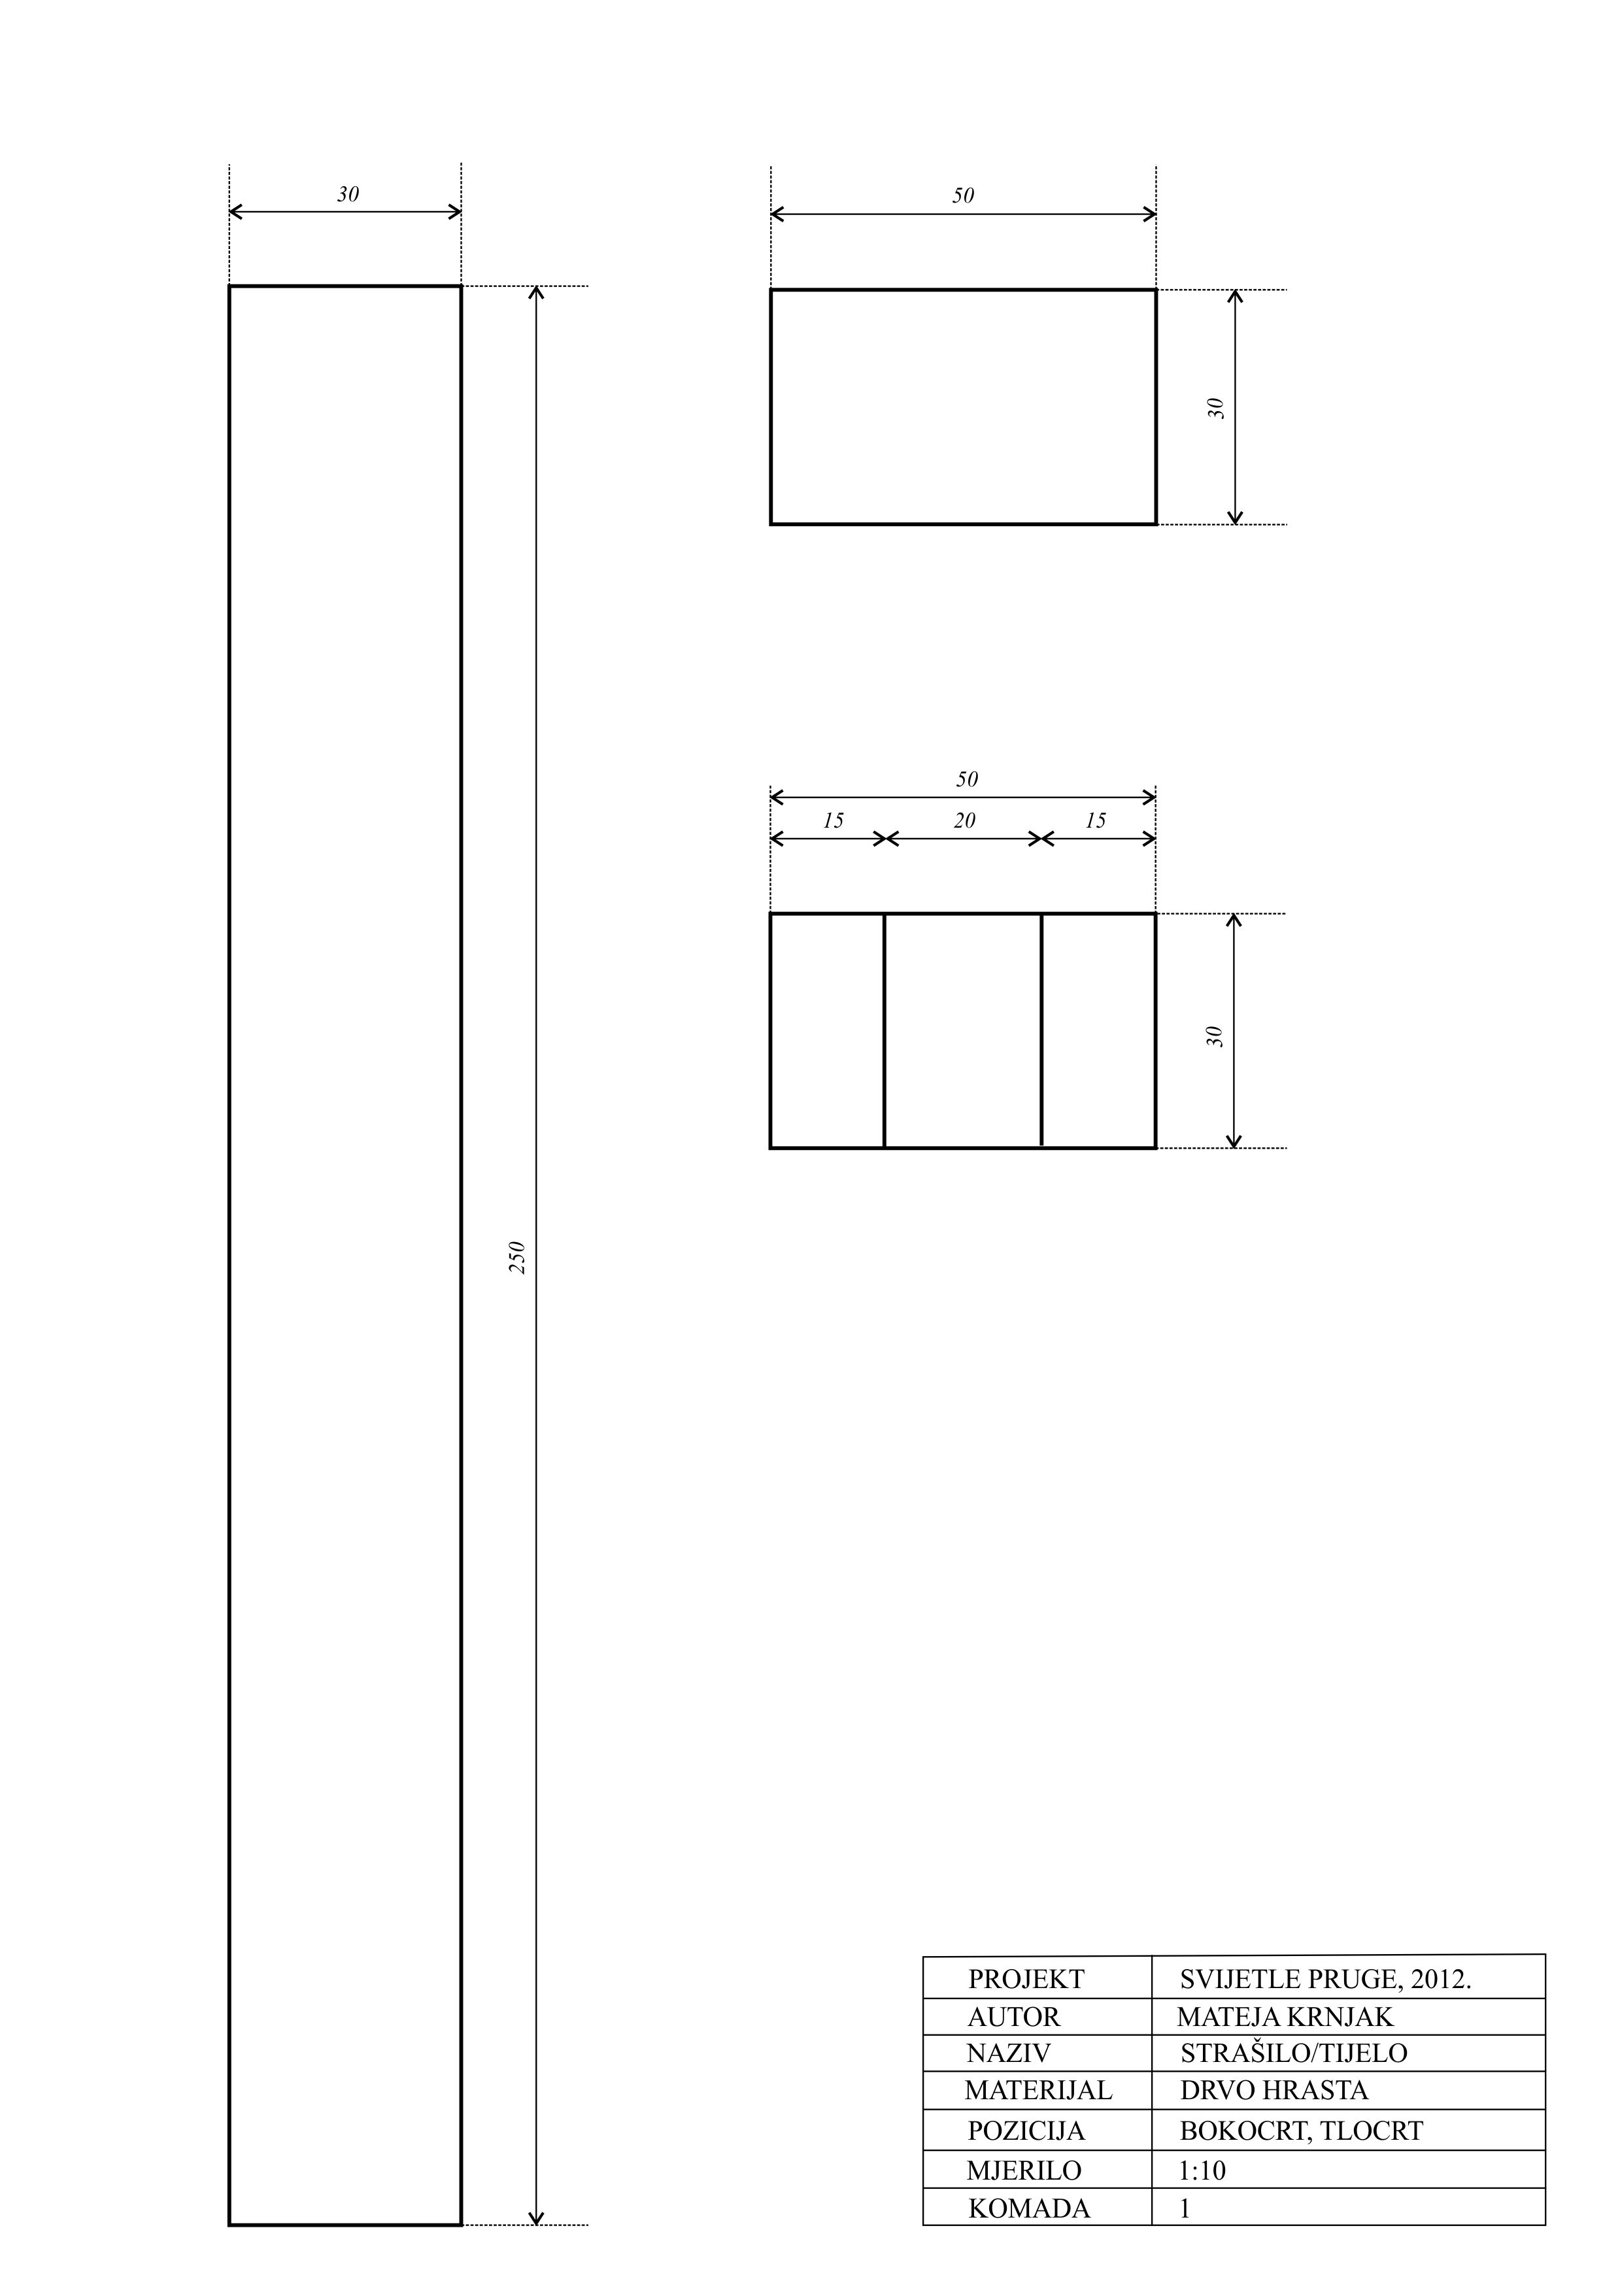 30
50
30
50
15 20 15
30
250
PROJEKT SVIJETLE PRUGE, 2012.
AUTOR MATEJA KRNJAK
NAZIV STRAŠILO/TIJELO
MATERIJAL DRVO HRASTA
POZICIJA BOKOCRT, TLOCRT
MJERILO 1:10
KOMADA 1